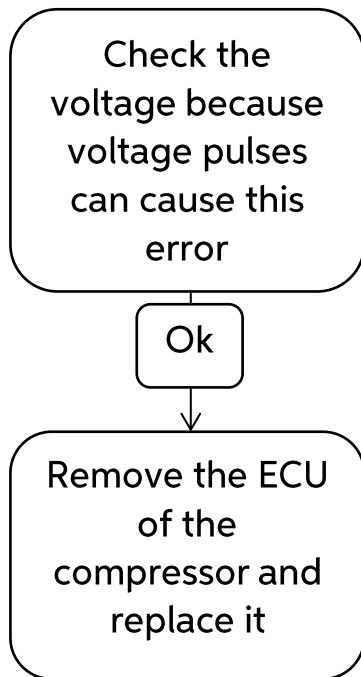 Check the
voltage because
voltage pulses
can cause this
error
Ok
Remove the ECU
of the
compressor and
replace it